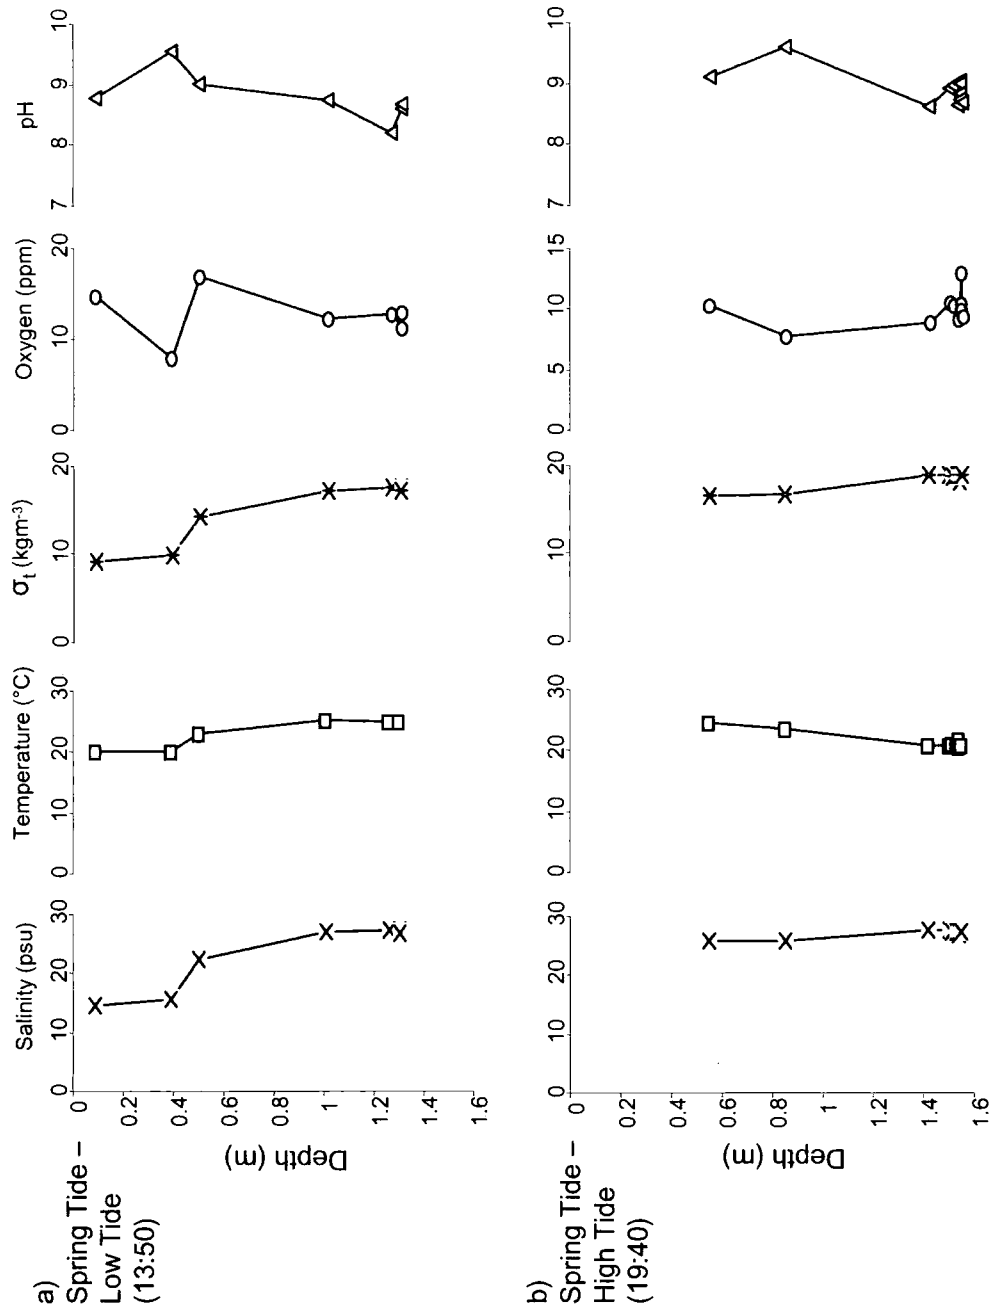 a)
Spring Tide –
Low Tide
(13:50)
Salinity (psu)
0 10 20 30
Temperature (°C)
0 10 20 30
σt (kgm-3)
0 10 20
Oxygen (ppm)
0 10 20
pH
7 8 9 10
Depth (m)
0
0.2
0.4
0.6
0.8
1
1.2
1.4
1.6
b)
Spring Tide –
High Tide
(19:40)
0 10 20 30
0 10 20 30
0 10 20
0 5 10 15
7 8 9 10
Depth (m)
0
0.2
0.4
0.6
0.8
1
1.2
1.4
1.6